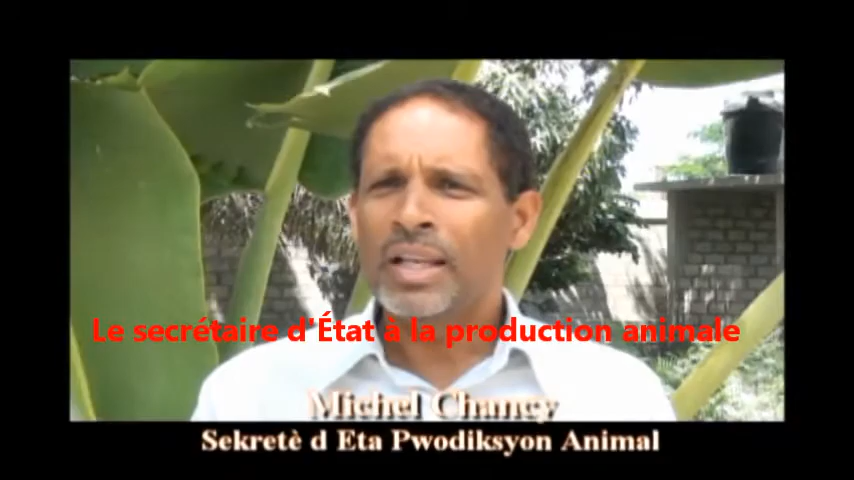 Le secrétaire d'État à la production animale
Michel Chancy
Sekretè d Eta Pwodiksyon Animal